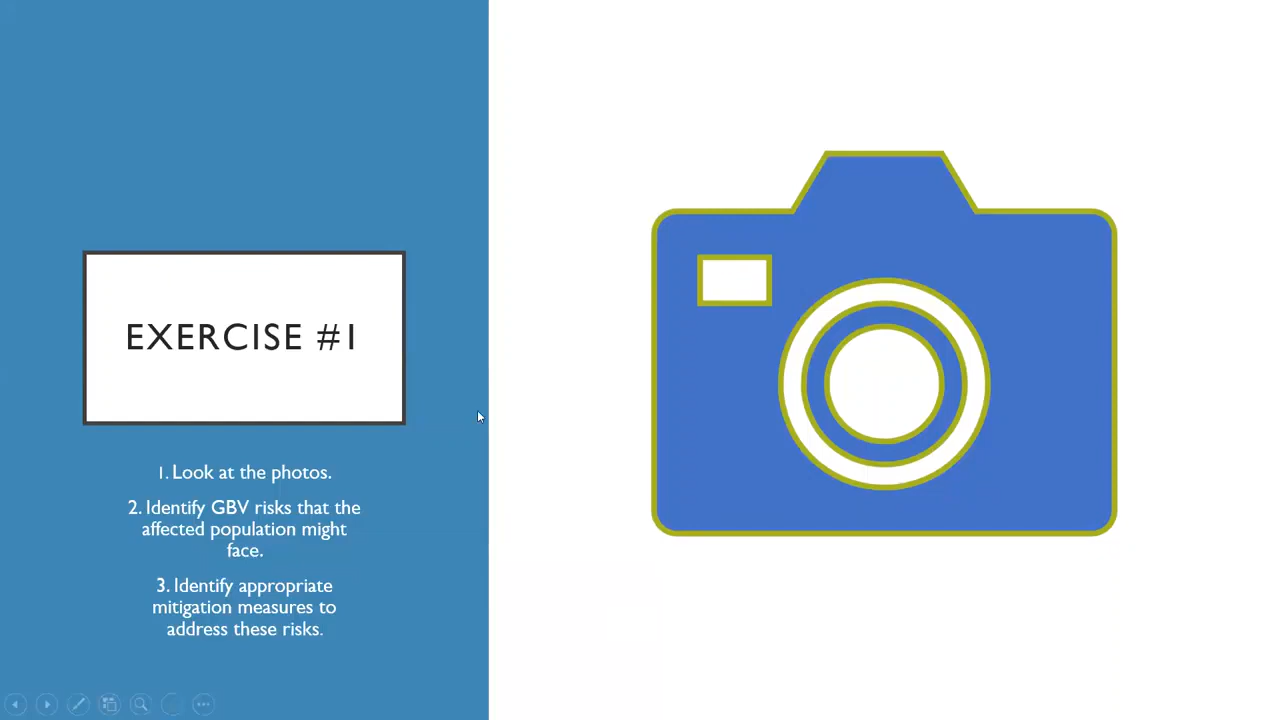 EXERCISE #1
1. Look at the photos.
2. Identify GBV risks that the
affected population might
face.
3. Identify appropriate
mitigation measures to
address these risks.